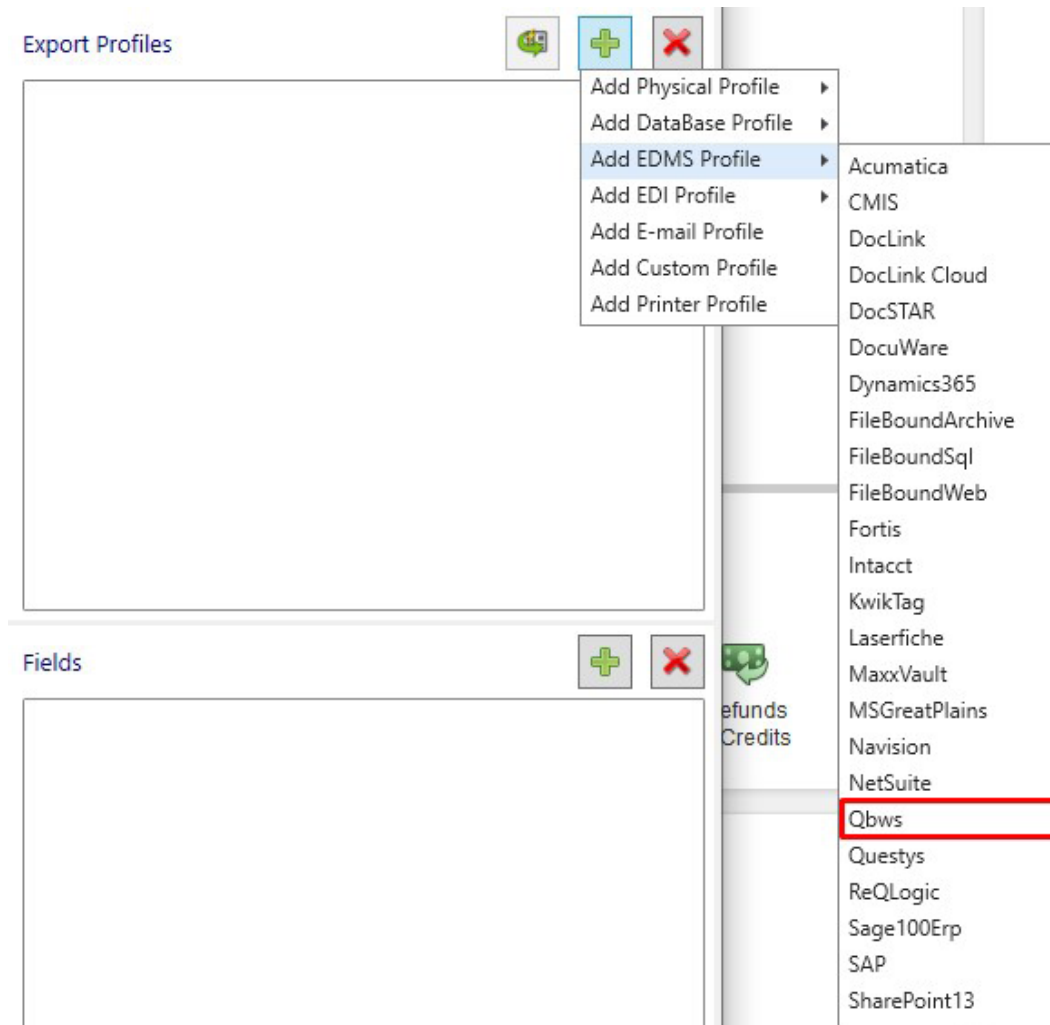 Export Profiles
Add Physical Profile
Add DataBase Profile
Add EDMS Profile
Add EDI Profile
Add E-mail Profile
Add Custom Profile
Add Printer Profile
Acumatica
CMIS
DocLink
DocLink Cloud
DocSTAR
DocuWare
Dynamics365
FileBoundArchive
FileBoundSql
FileBoundWeb
Fortis
Intacct
KwikTag
Laserfiche
MaxxVault
MSGreatPlains
Navision
NetSuite
Qbws
Questys
ReQLogic
Sage100Erp
SAP
SharePoint13
Fields
efunds
Credits